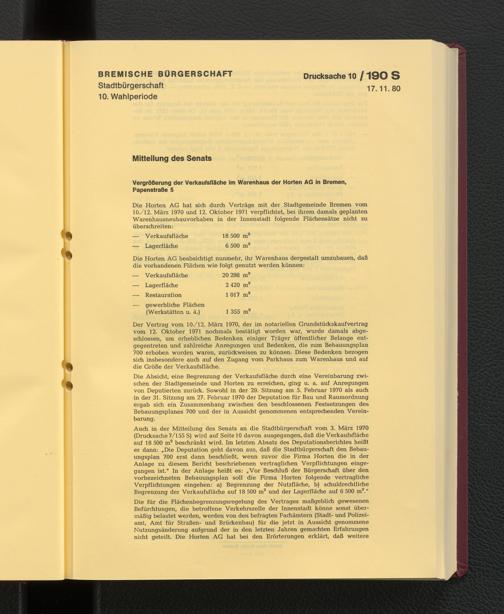 BREMISCHE BÜRGERSCHAFT
Stadtbürgerschaft
10. Wahlperiode
Drucksache 10 / 190 S
17. 11. 80
Mitteilung des Senats
Vergrößerung der Verkaufsfläche im Warenhaus der Horten AG in Bremen,
Papenstraße 5
Die Horten AG hat sich durch Verträge mit der Stadtgemeinde Bremen vom
10./12. März 1970 und 12. Oktober 1971 verpflichtet, bei ihrem damals geplanten
Warenhausneubauvorhaben in der Innenstadt folgende Flächensätze nicht zu
überschreiten:
— Verkaufsfläche 18 500 m²
— Lagerfläche 6 500 m²
Die Horten AG beabsichtigt nunmehr, ihr Warenhaus dergestalt umzubauen, daß
die vorhandenen Flächen wie folgt genutzt werden können:
— Verkaufsfläche 20 286 m²
— Lagerfläche 2 420 m²
— Restauration 1 017 m²
— gewerbliche Flächen
(Werkstätten u. ä.) 1 355 m²
Der Vertrag vom 10./12. März 1970, der im notariellen Grundstückskaufvertrag
vom 12. Oktober 1971 nochmals bestätigt worden war, wurde damals abge-
schlossen, um erheblichen Bedenken einiger Träger öffentlicher Belange ent-
gegentreten und zahlreiche Anregungen und Bedenken, die zum Bebauungsplan
700 erhoben worden waren, zurückweisen zu können. Diese Bedenken bezogen
sich insbesondere auch auf den Zugang vom Parkhaus zum Warenhaus und auf
die Größe der Verkaufsfläche.
Die Absicht, eine Begrenzung der Verkaufsfläche durch eine Vereinbarung zwi-
schen der Stadtgemeinde und Horten zu erreichen, ging u. a. auf Anregungen
von Deputierten zurück. Sowohl in der 29. Sitzung am 5. Februar 1970 als auch
in der 31. Sitzung am 27. Februar 1970 der Deputation für Bau und Raumordnung
ergab sich ein Zusammenhang zwischen den beschlossenen Festsetzungen des
Bebauungsplanes 700 und der in Aussicht genommenen entsprechenden Verein-
barung.
Auch in der Mitteilung des Senats an die Stadtbürgerschaft vom 3. März 1970
(Drucksache 7/155 S) wird auf Seite 10 davon ausgegangen, daß die Verkaufsfläche
auf 18 500 m² beschränkt wird. Im letzten Absatz des Deputationsberichtes heißt
er dann: „Die Deputation geht davon aus, daß die Stadtbürgerschaft den Bebau-
ungsplan 700 erst dann beschließt, wenn zuvor die Firma Horten die in der
Anlage zu diesem Bericht beschriebenen vertraglichen Verpflichtungen einge-
gangen ist.“ In der Anlage heißt es: „Vor Beschluß der Bürgerschaft über den
vorbezeichneten Bebauungsplan soll die Firma Horten folgende vertragliche
Verpflichtungen eingehen: a) Begrenzung der Nutzfläche, b) schuldrechtliche
Begrenzung der Verkaufsfläche auf 18 500 m² und der Lagerfläche auf 6 500 m².“
Die für die Flächenbegrenzungsregelung des Vertrages maßgeblich gewesenen
Befürchtungen, die betroffene Verkehrszelle der Innenstadt könne sonst über-
mäßig belastet werden, werden von den befragten Fachämtern (Stadt- und Polizei-
amt, Amt für Straßen- und Brückenbau) für die jetzt in Aussicht genommene
Nutzungsänderung aufgrund der in den letzten Jahren gemachten Erfahrungen
nicht geteilt. Die Horten AG hat bei den Erörterungen erklärt, daß weitere